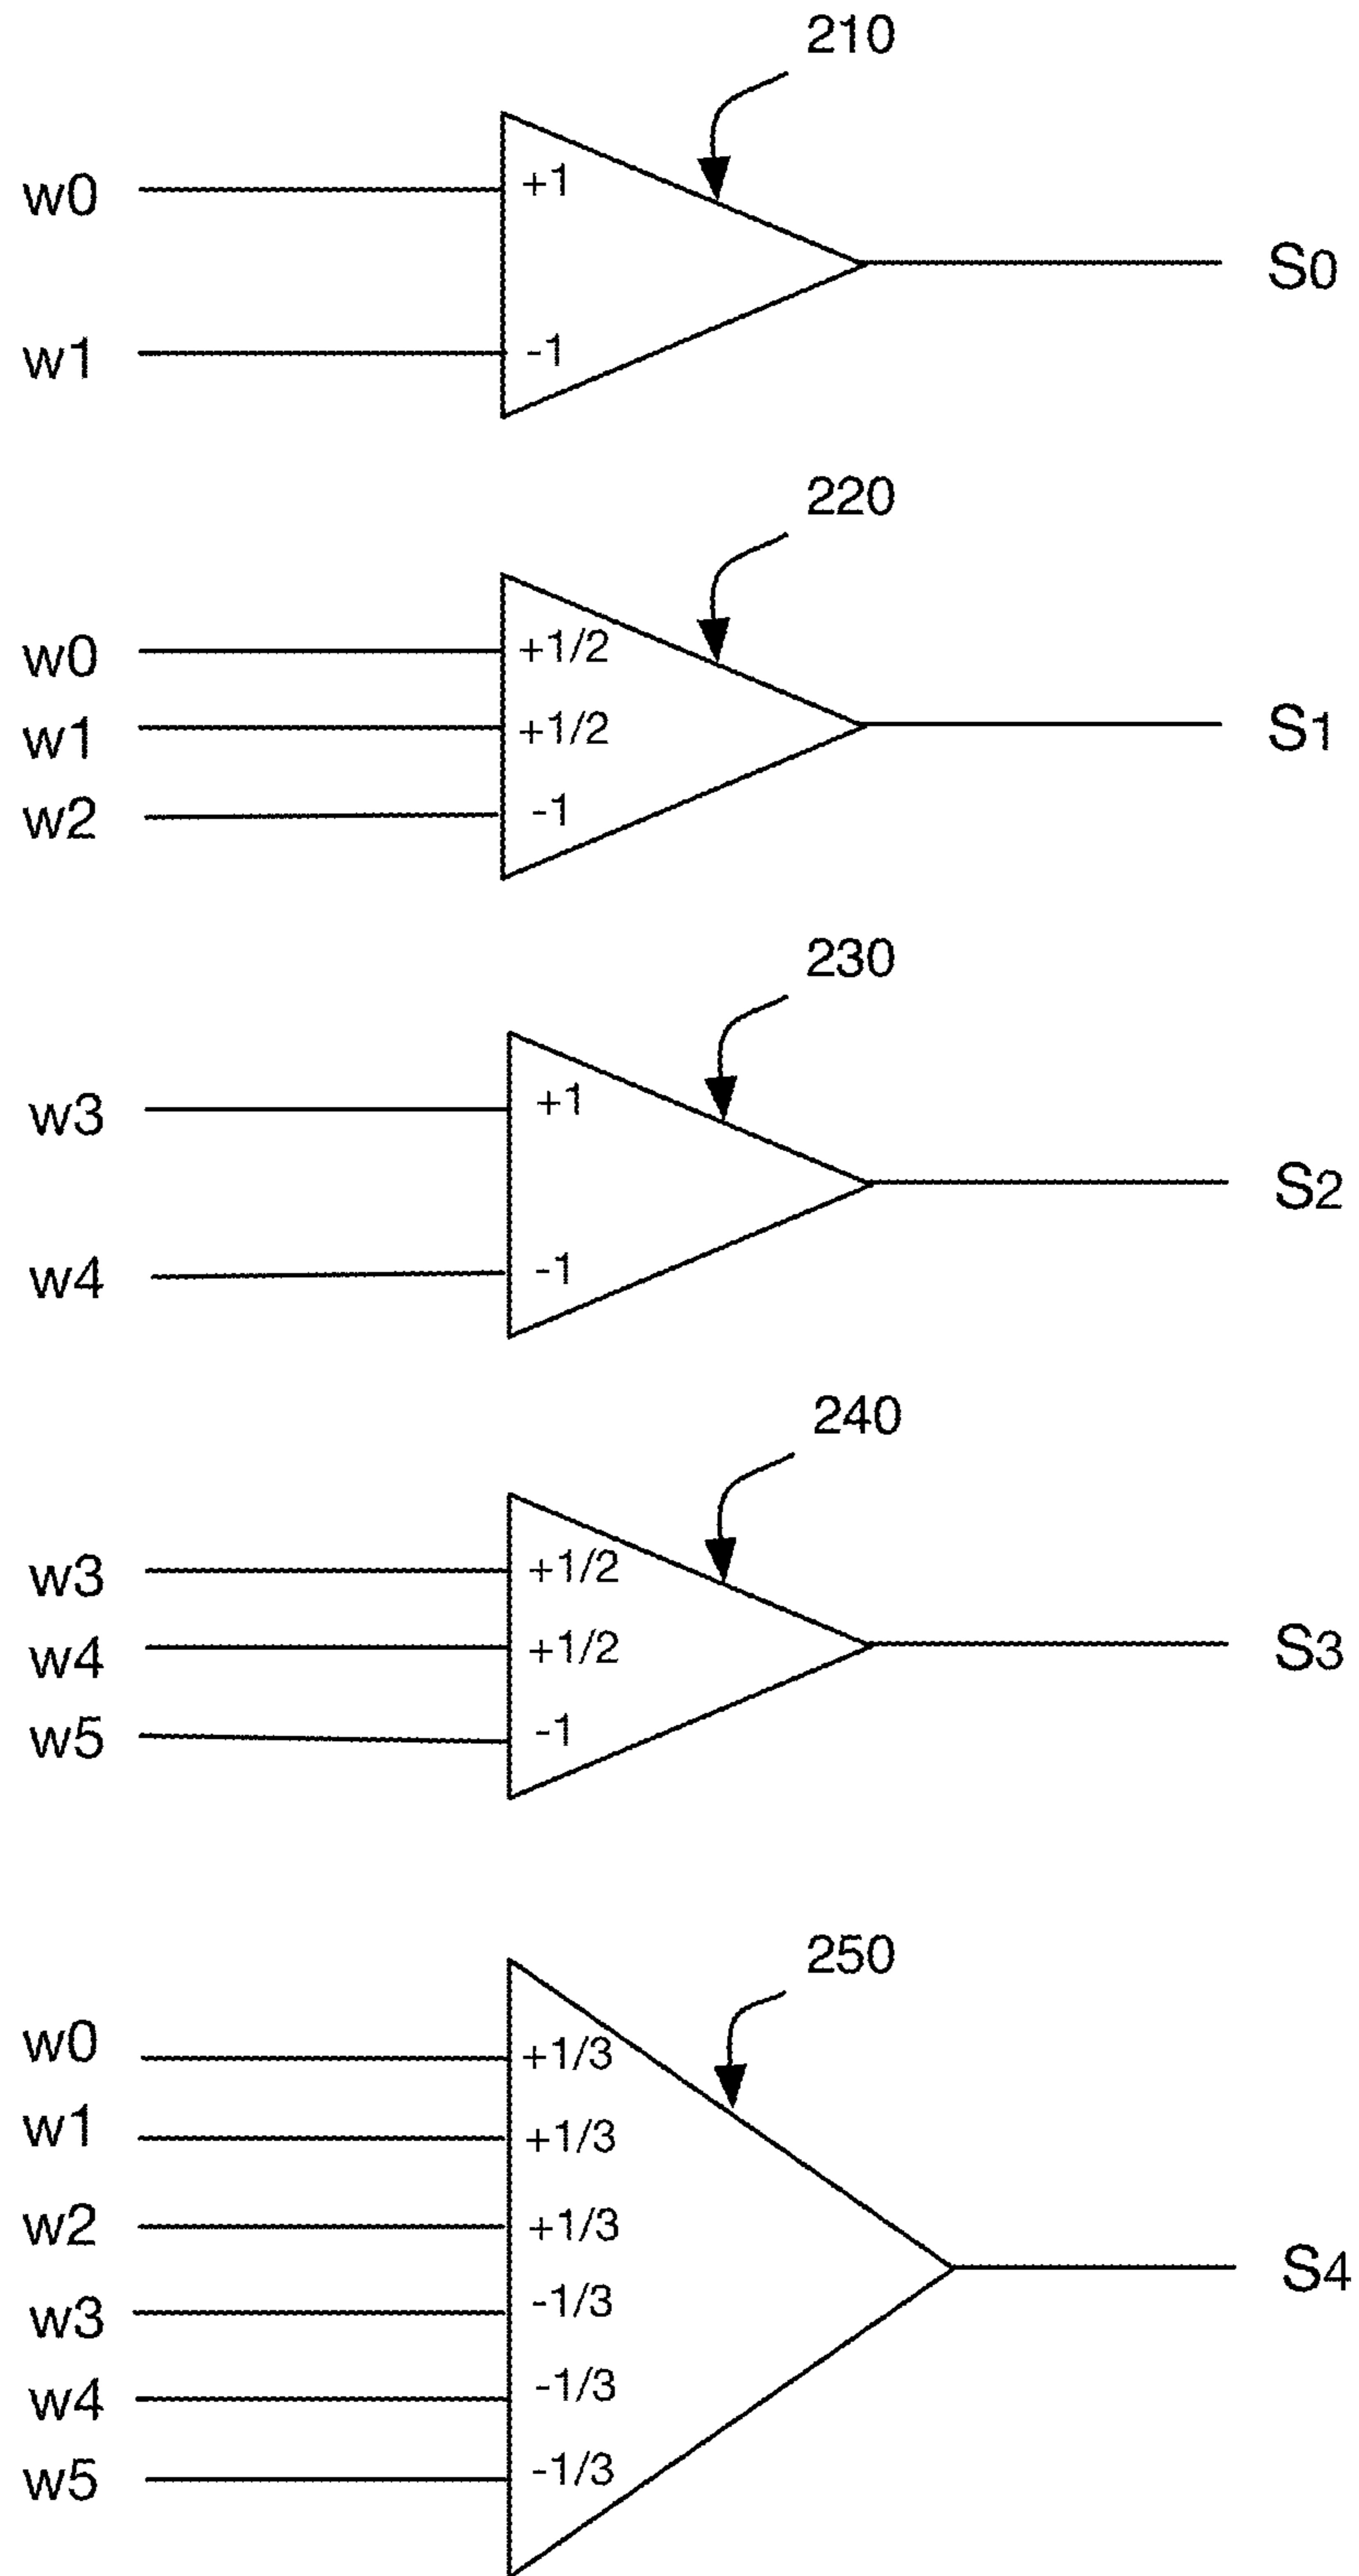 210
w0 +1
S0
w1 -1
220
w0 +1/2
w1 +1/2 S1
w2 -1
230
w3 +1
S2
w4 -1
240
w3 +1/2
w4 +1/2 S3
w5 -1
250
w0 +1/3
w1 +1/3
w2 +1/3
S4
w3 -1/3
w4 -1/3
w5 -1/3